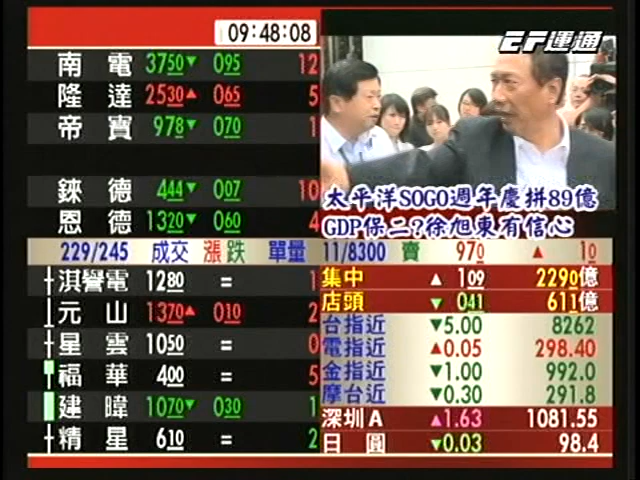 09:48:08
EF運通
南電 3750▼ 095 12
隆達 2530▲ 065 5
帝寶 978▼ 070 1
錸德 444▼ 007 10
恩德 1320▼ 060 4
太平洋SOGO週年慶拼89億
GDP保二?徐旭東有信心
229/245 成交 漲跌 單量 11/8300 賣 970 ▲ 10
淇譽電 1280 = 1
元山 1370▲ 010 2
星雲 1050 = 0
福華 400 = 5
建暐 1070▼ 030 1
精星 610 = 2
集中 ▲ 109 2290億
店頭 ▼ 041 611億
台指近 ▼5.00 8262
電指近 ▲0.05 298.40
金指近 ▼1.00 992.0
摩台近 ▼0.30 291.8
深圳A ▲1.63 1081.55
日圓 ▼0.03 98.4